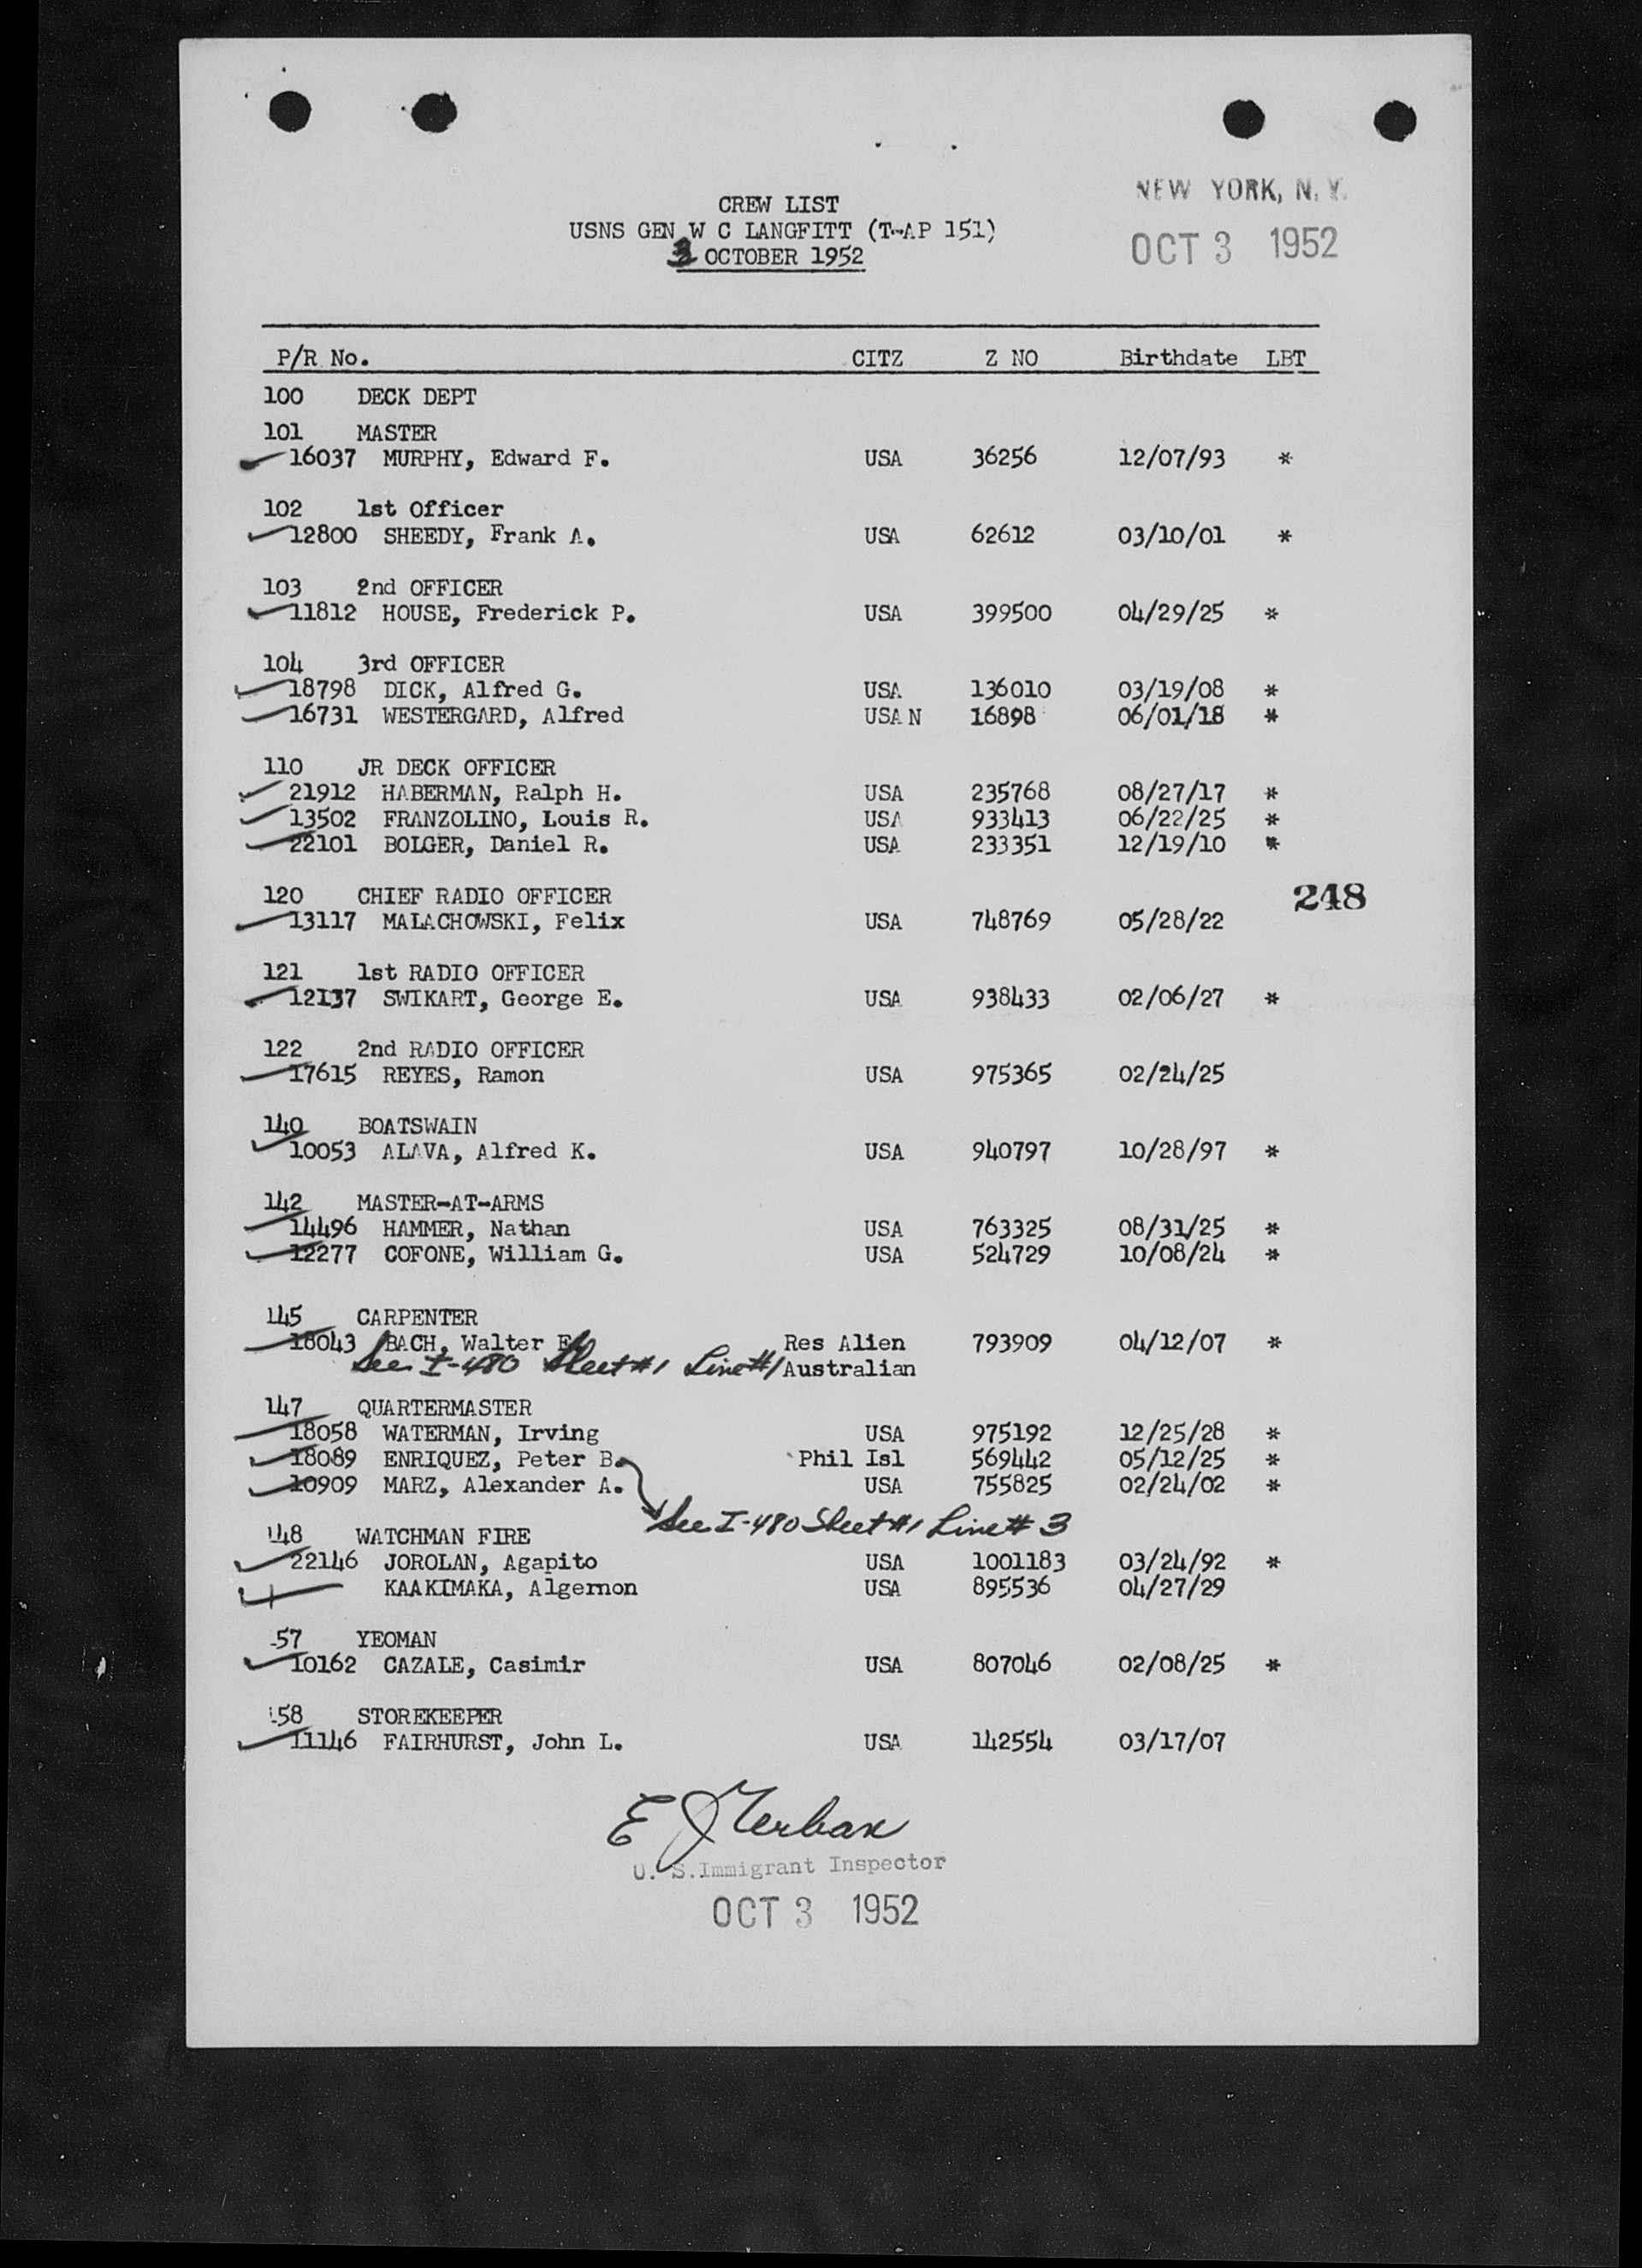 NEW YORK, N. Y.
OCT 3 1952
CREW LIST
USNS GEN W C LANGFITT (T-AP 151)
3 OCTOBER 1952
P/R No. CITZ Z NO Birthdate LBT
100 DECK DEPT
101 MASTER
16037 MURPHY, Edward F. USA 36256 12/07/93 *
102 1st Officer
12800 SHEEDY, Frank A. USA 62612 03/10/01 *
103 2nd OFFICER
11812 HOUSE, Frederick P. USA 399500 04/29/25 *
104 3rd OFFICER
18798 DICK, Alfred G. USA 136010 03/19/08 *
16731 WESTERGARD, Alfred USA N 16898 06/01/18 *
110 JR DECK OFFICER
21912 HABERMAN, Ralph H. USA 235768 08/27/17 *
13502 FRANZOLINO, Louis R. USA 933413 06/22/25 *
22101 BOLGER, Daniel R. USA 233351 12/19/10 *
248
120 CHIEF RADIO OFFICER
13117 MALACHOWSKI, Felix USA 748769 05/28/22
121 1st RADIO OFFICER
12137 SWIKART, George E. USA 938433 02/06/27 *
122 2nd RADIO OFFICER
17615 REYES, Ramon USA 975365 02/24/25
140 BOATSWAIN
10053 ALAVA, Alfred K. USA 940797 10/28/97 *
142 MASTER-AT-ARMS
14496 HAMMER, Nathan USA 763325 08/31/25 *
12277 COFONE, William G. USA 524729 10/08/24 *
145 CARPENTER
18043 BACH, Walter E. Res Alien 793909 04/12/07 *
See I-480 Sheet #1 Line #1 Australian
147 QUARTERMASTER
18058 WATERMAN, Irving USA 975192 12/25/28 *
18089 ENRIQUEZ, Peter B. Phil Isl 569442 05/12/25 *
10909 MARZ, Alexander A. USA 755825 02/24/02 *
See I-480 Sheet #1 Line # 3
148 WATCHMAN FIRE
22146 JOROLAN, Agapito USA 1001183 03/24/92 *
KAAKIMAKA, Algernon USA 895536 04/27/29
57 YEOMAN
10162 CAZALE, Casimir USA 807046 02/08/25 *
58 STOREKEEPER
11146 FAIRHURST, John L. USA 142554 03/17/07
E J
U. S. Immigrant Inspector
OCT 3 1952